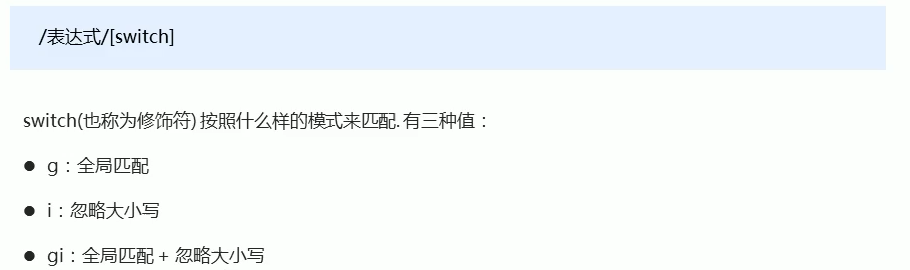 /表达式/[switch]
switch(也称为修饰符) 按照什么样的模式来匹配. 有三种值：
● g：全局匹配
● i：忽略大小写
● gi：全局匹配 + 忽略大小写